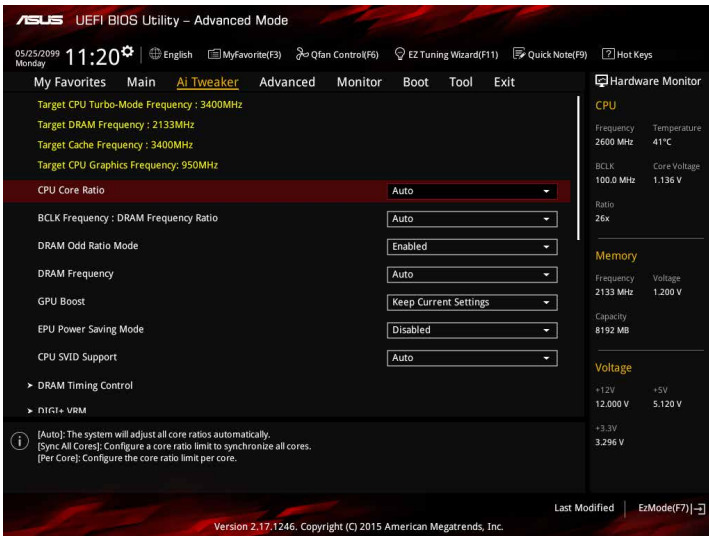 ASUS UEFI BIOS Utility – Advanced Mode
05/25/2099 Monday 11:20 English MyFavorite(F3) Qfan Control(F6) EZ Tuning Wizard(F11) Quick Note(F9) ? Hot Keys
My Favorites Main Ai Tweaker Advanced Monitor Boot Tool Exit
Target CPU Turbo-Mode Frequency : 3400MHz
Target DRAM Frequency : 2133MHz
Target Cache Frequency : 3400MHz
Target CPU Graphics Frequency: 950MHz
CPU Core Ratio Auto
BCLK Frequency : DRAM Frequency Ratio Auto
DRAM Odd Ratio Mode Enabled
DRAM Frequency Auto
GPU Boost Keep Current Settings
EPU Power Saving Mode Disabled
CPU SVID Support Auto
> DRAM Timing Control
> DIGI+ VRM
i
[Auto]: The system will adjust all core ratios automatically.
[Sync All Cores]: Configure a core ratio limit to synchronize all cores.
[Per Core]: Configure the core ratio limit per core.
Hardware Monitor
CPU
Frequency Temperature
2600 MHz 41°C
BCLK Core Voltage
100.0 MHz 1.136 V
Ratio
26x
Memory
Frequency Voltage
2133 MHz 1.200 V
Capacity
8192 MB
Voltage
+12V +5V
12.000 V 5.120 V
+3.3V
3.296 V
Last Modified EzMode(F7)
Version 2.17.1246. Copyright (C) 2015 American Megatrends, Inc.